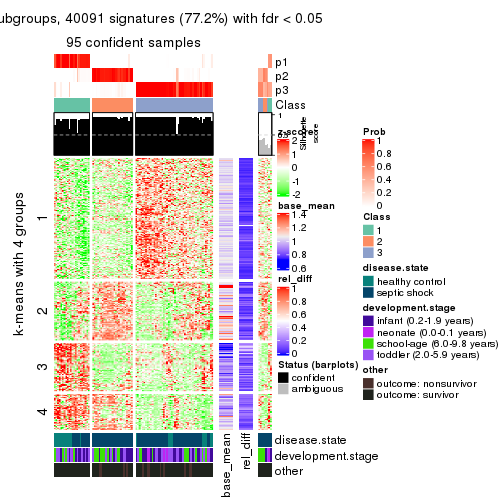 ubgroups, 40091 signatures (77.2%) with fdr < 0.05
95 confident samples
p1
p2
p3
Class
1
Silhouette
score
k-means with 4 groups
1
2
3
4
z-scores
2
1
0
-1
-2
base_mean
1.4
1.2
1
0.8
0.6
rel_diff
1
0.8
0.6
0.4
0.2
0
Status (barplots)
confident
ambiguous
Prob
1
0.8
0.6
0.4
0.2
0
Class
1
2
3
disease.state
healthy control
septic shock
development.stage
infant (0.2-1.9 years)
neonate (0.0-0.1 years)
school-age (6.0-9.8 years)
toddler (2.0-5.9 years)
other
outcome: nonsurvivor
outcome: survivor
disease.state
development.stage
other
base_mean
rel_diff